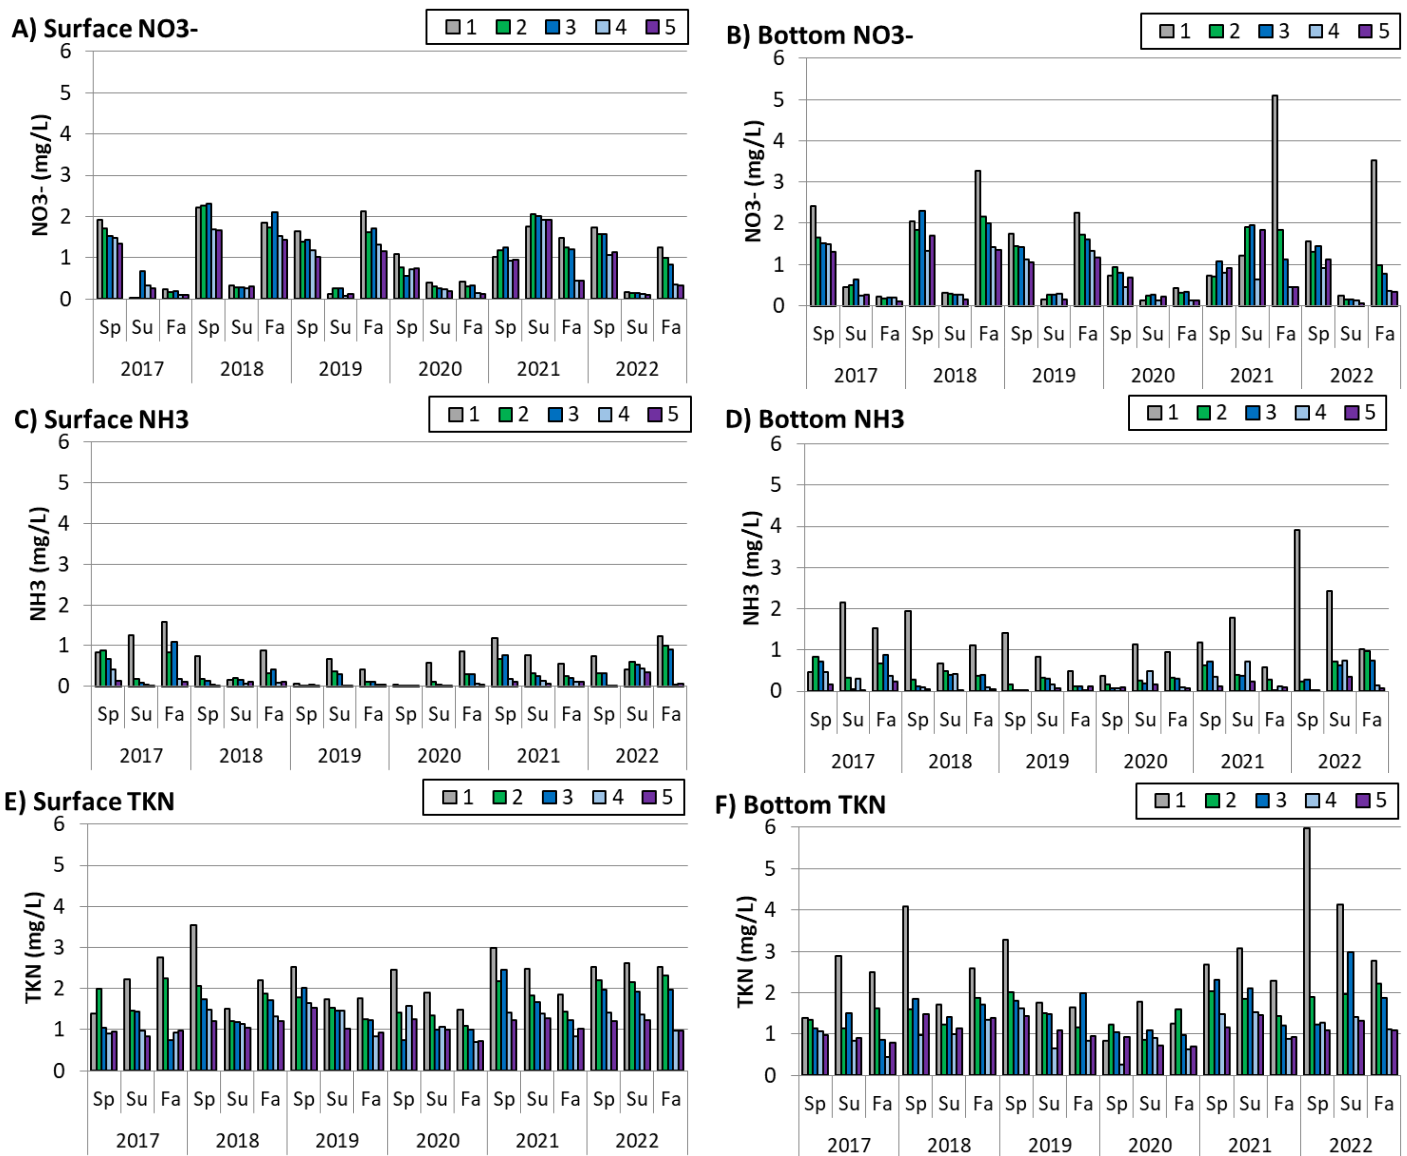 A) Surface NO3-
1 2 3 4 5
NO3- (mg/L)
6
5
4
3
2
1
0
Sp Su Fa Sp Su Fa Sp Su Fa Sp Su Fa Sp Su Fa Sp Su Fa
2017 2018 2019 2020 2021 2022
B) Bottom NO3-
1 2 3 4 5
NO3- (mg/L)
6
5
4
3
2
1
0
Sp Su Fa Sp Su Fa Sp Su Fa Sp Su Fa Sp Su Fa Sp Su Fa
2017 2018 2019 2020 2021 2022
C) Surface NH3
1 2 3 4 5
NH3 (mg/L)
6
5
4
3
2
1
0
Sp Su Fa Sp Su Fa Sp Su Fa Sp Su Fa Sp Su Fa Sp Su Fa
2017 2018 2019 2020 2021 2022
D) Bottom NH3
1 2 3 4 5
NH3 (mg/L)
6
5
4
3
2
1
0
Sp Su Fa Sp Su Fa Sp Su Fa Sp Su Fa Sp Su Fa Sp Su Fa
2017 2018 2019 2020 2021 2022
E) Surface TKN
1 2 3 4 5
TKN (mg/L)
6
5
4
3
2
1
0
Sp Su Fa Sp Su Fa Sp Su Fa Sp Su Fa Sp Su Fa Sp Su Fa
2017 2018 2019 2020 2021 2022
F) Bottom TKN
1 2 3 4 5
TKN (mg/L)
6
5
4
3
2
1
0
Sp Su Fa Sp Su Fa Sp Su Fa Sp Su Fa Sp Su Fa Sp Su Fa
2017 2018 2019 2020 2021 2022